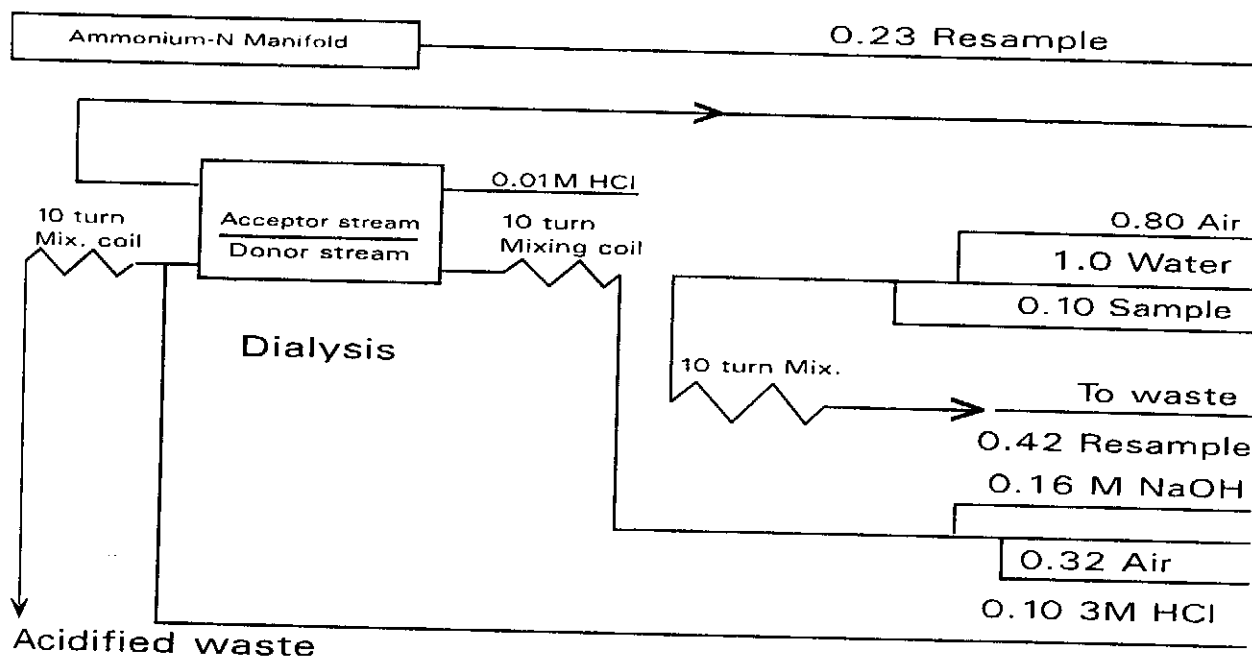 Ammonium-N Manifold
0.23 Resample
0.01M HCl
10 turn
Mix. coil
Acceptor stream
Donor stream
10 turn
Mixing coil
0.80 Air
1.0 Water
0.10 Sample
Dialysis
10 turn Mix.
To waste
0.42 Resample
0.16 M NaOH
0.32 Air
0.10 3M HCl
Acidified waste